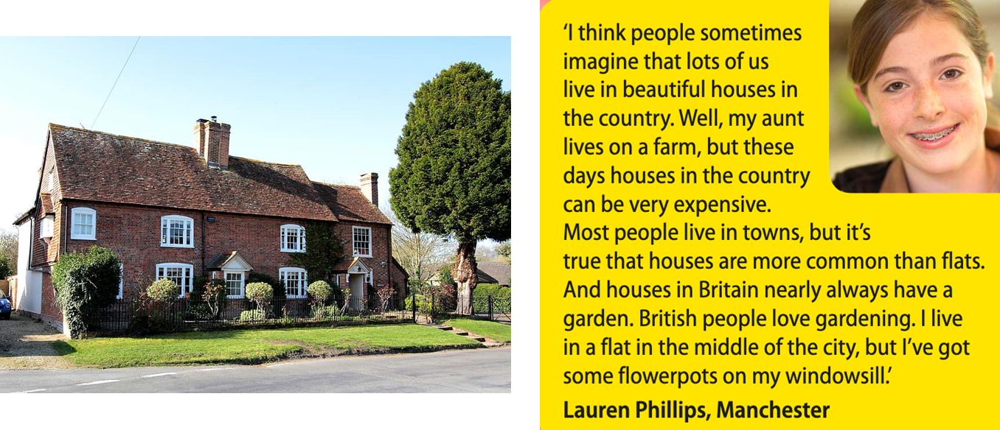 ‘I think people sometimes
imagine that lots of us
live in beautiful houses in
the country. Well, my aunt
lives on a farm, but these
days houses in the country
can be very expensive.
Most people live in towns, but it’s
true that houses are more common than flats.
And houses in Britain nearly always have a
garden. British people love gardening. I live
in a flat in the middle of the city, but I’ve got
some flowerpots on my windowsill.’
Lauren Phillips, Manchester